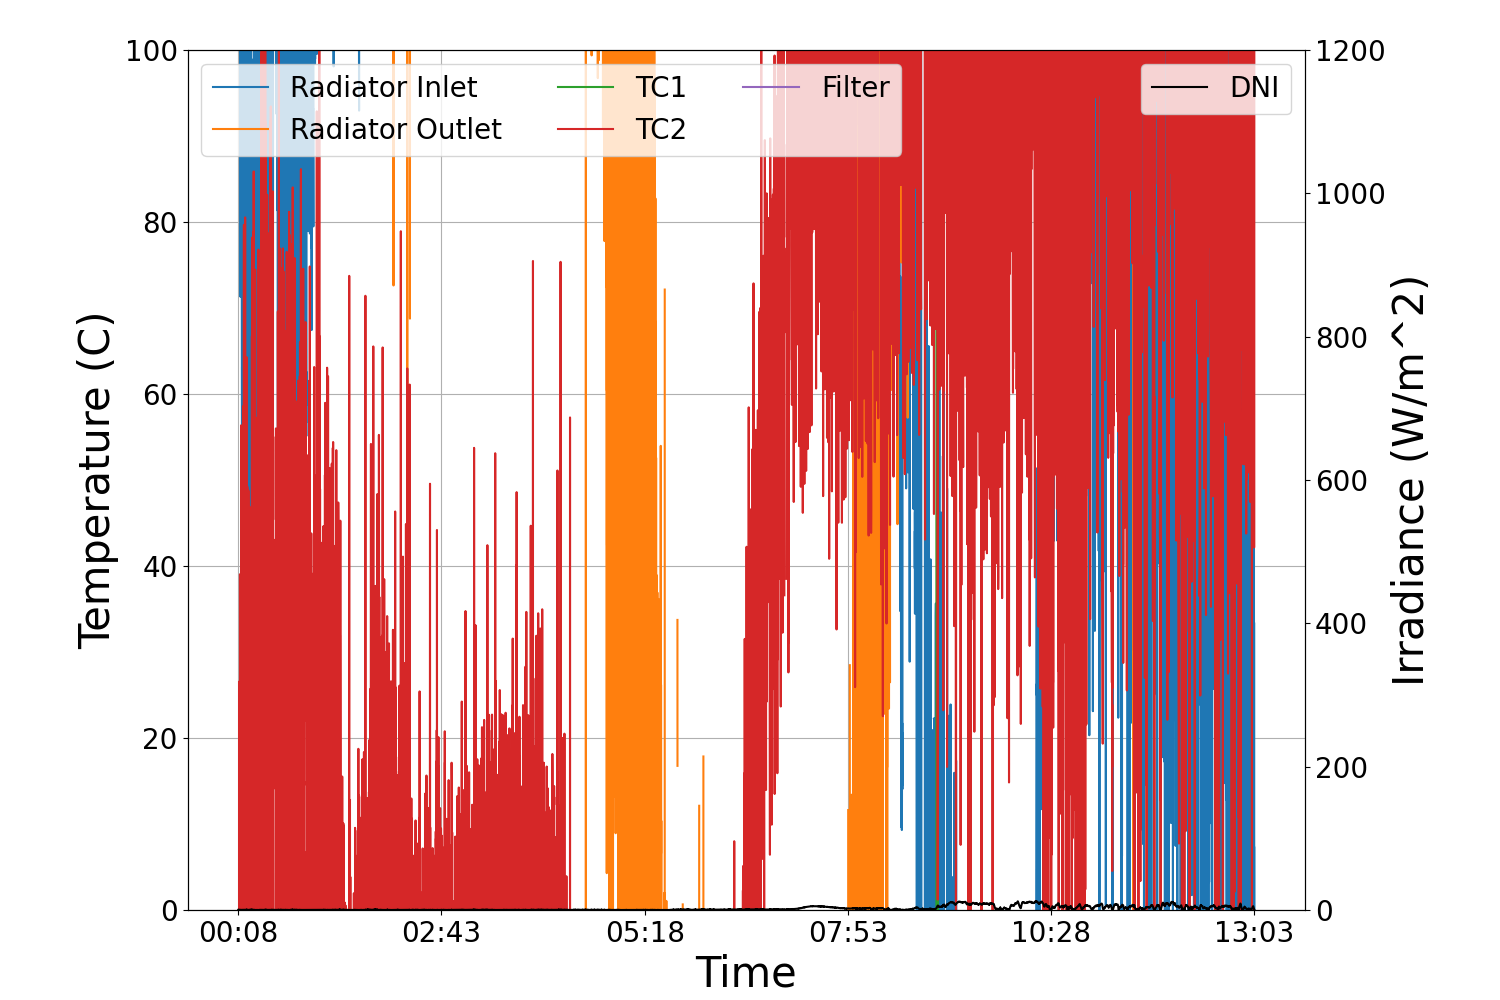 Radiator Inlet
Radiator Outlet
TC1
TC2
Filter
DNI
100
80
60
40
20
0
Temperature (C)
1200
1000
800
600
400
200
0
Irradiance (W/m^2)
00:08 02:43 05:18 07:53 10:28 13:03
Time